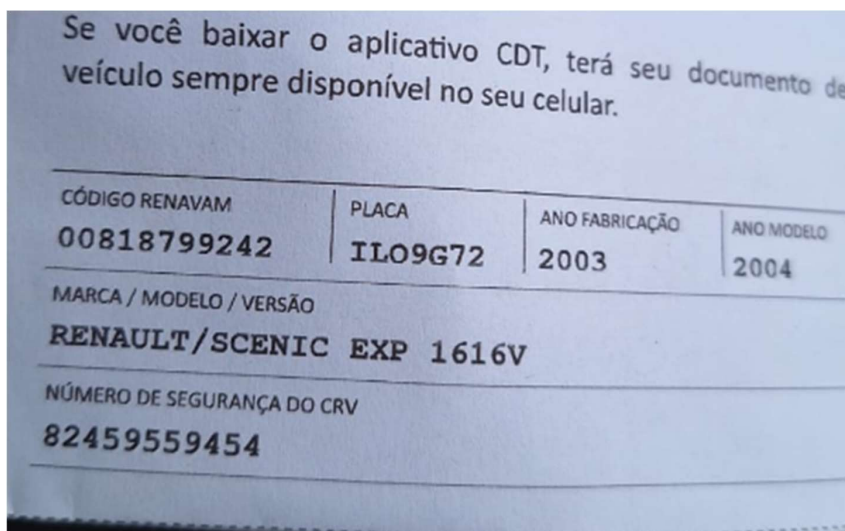 Se você baixar o aplicativo CDT, terá seu documento de
veículo sempre disponível no seu celular.
CÓDIGO RENAVAM PLACA ANO FABRICAÇÃO ANO MODELO
00818799242 ILO9G72 2003 2004
MARCA / MODELO / VERSÃO
RENAULT/SCENIC EXP 1616V
NÚMERO DE SEGURANÇA DO CRV
82459559454